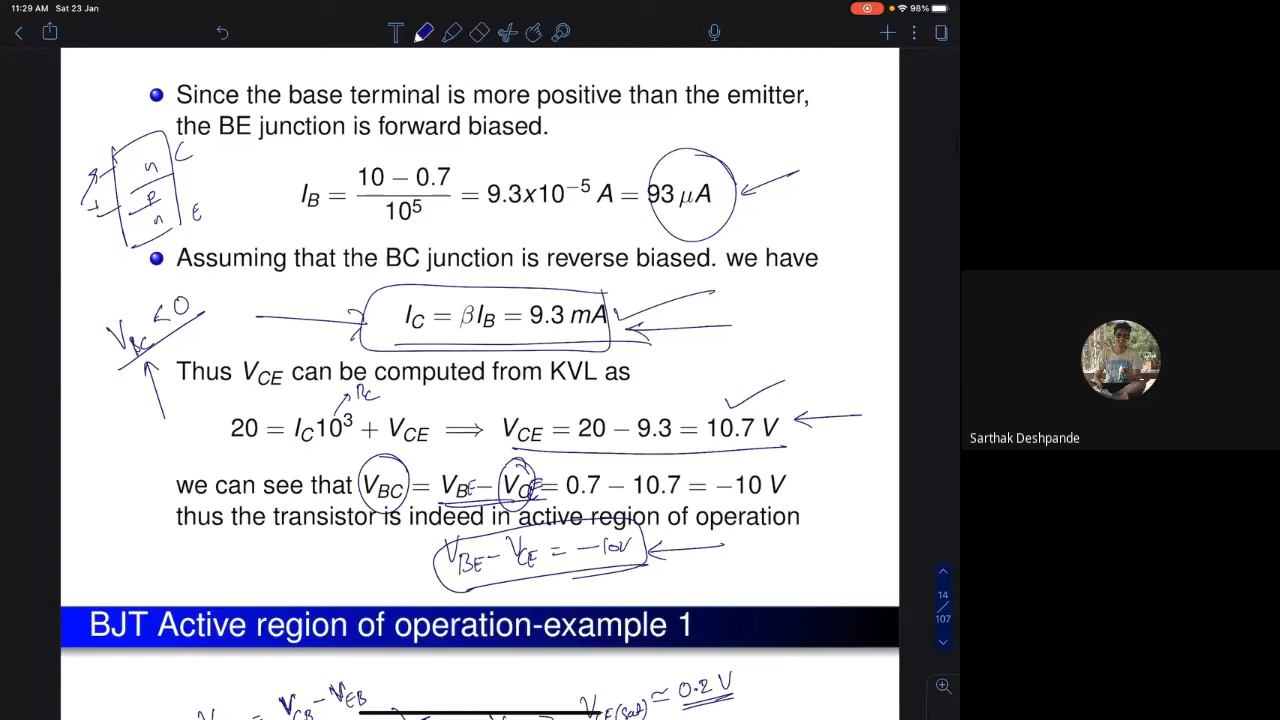 11:29 AM Sat 23 Jan
98%
Since the base terminal is more positive than the emitter,
the BE junction is forward biased.
n C
p
n E
I_B = (10 − 0.7) / 10^5 = 9.3x10^−5 A = 93 μA
Assuming that the BC junction is reverse biased. we have
V_BC < 0
I_C = βI_B = 9.3 mA
Thus V_CE can be computed from KVL as
R_C
20 = I_C10^3 + V_CE ⟹ V_CE = 20 − 9.3 = 10.7 V
we can see that V_BC = V_BE − V_CE = 0.7 − 10.7 = −10 V
thus the transistor is indeed in active region of operation
V_BE − V_CE = −10V
14
/
107
BJT Active region of operation-example 1
V_CB − V_EB
V_CE(sat) ≃ 0.2 V
Sarthak Deshpande